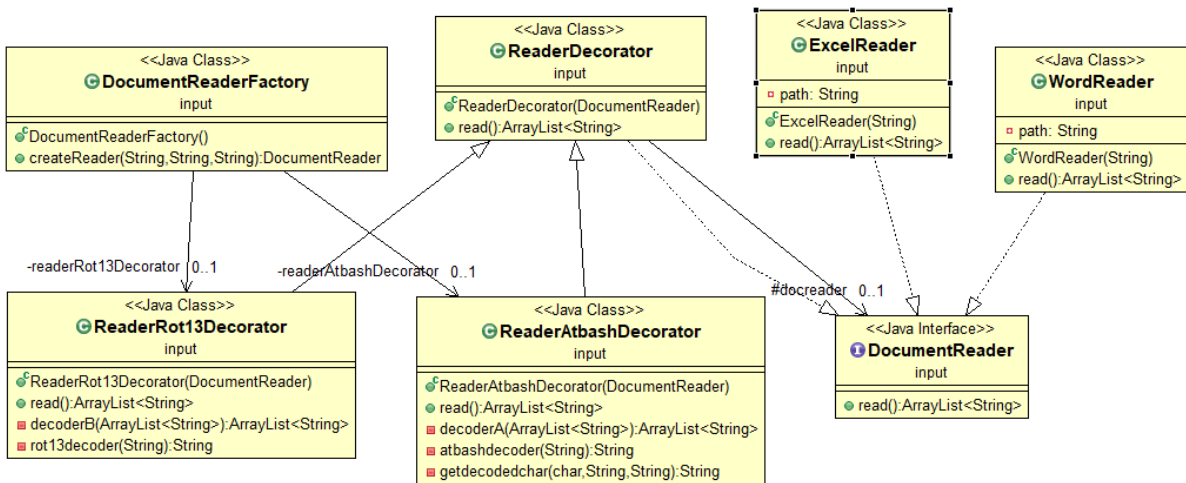 <<Java Class>>
DocumentReaderFactory
input
DocumentReaderFactory()
createReader(String,String,String):DocumentReader
<<Java Class>>
ReaderDecorator
input
ReaderDecorator(DocumentReader)
read():ArrayList<String>
<<Java Class>>
ExcelReader
input
path: String
ExcelReader(String)
read():ArrayList<String>
<<Java Class>>
WordReader
input
path: String
WordReader(String)
read():ArrayList<String>
-readerRot13Decorator 0..1
-readerAtbashDecorator 0..1
#docreader 0..1
<<Java Class>>
ReaderRot13Decorator
input
ReaderRot13Decorator(DocumentReader)
read():ArrayList<String>
decoderB(ArrayList<String>):ArrayList<String>
rot13decoder(String):String
<<Java Class>>
ReaderAtbashDecorator
input
ReaderAtbashDecorator(DocumentReader)
read():ArrayList<String>
decoderA(ArrayList<String>):ArrayList<String>
atbashdecoder(String):String
getdecodedchar(char,String,String):String
<<Java Interface>>
DocumentReader
input
read():ArrayList<String>